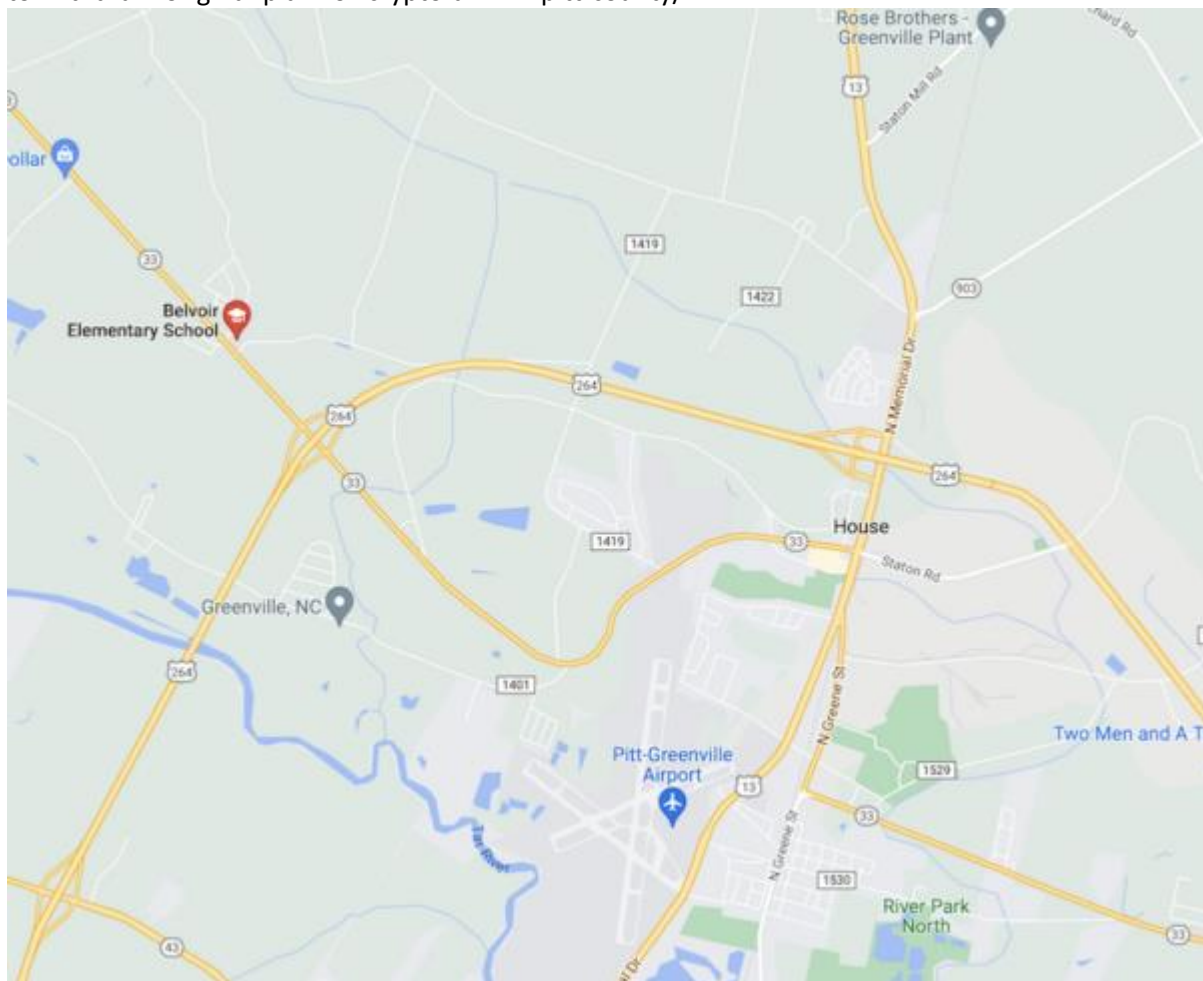 Rose Brothers -
Greenville Plant
13
Staton Mill Rd
33
1419
903
1422
Belvoir
Elementary School
N Memorial Dr
264
264
264
33
House
33
1419
Staton Rd
Greenville, NC
264
1401
N Greene St
Two Men and A T
Pitt-Greenville
Airport
1529
13
33
Tar River
N Greene St
1530
River Park
North
33
43